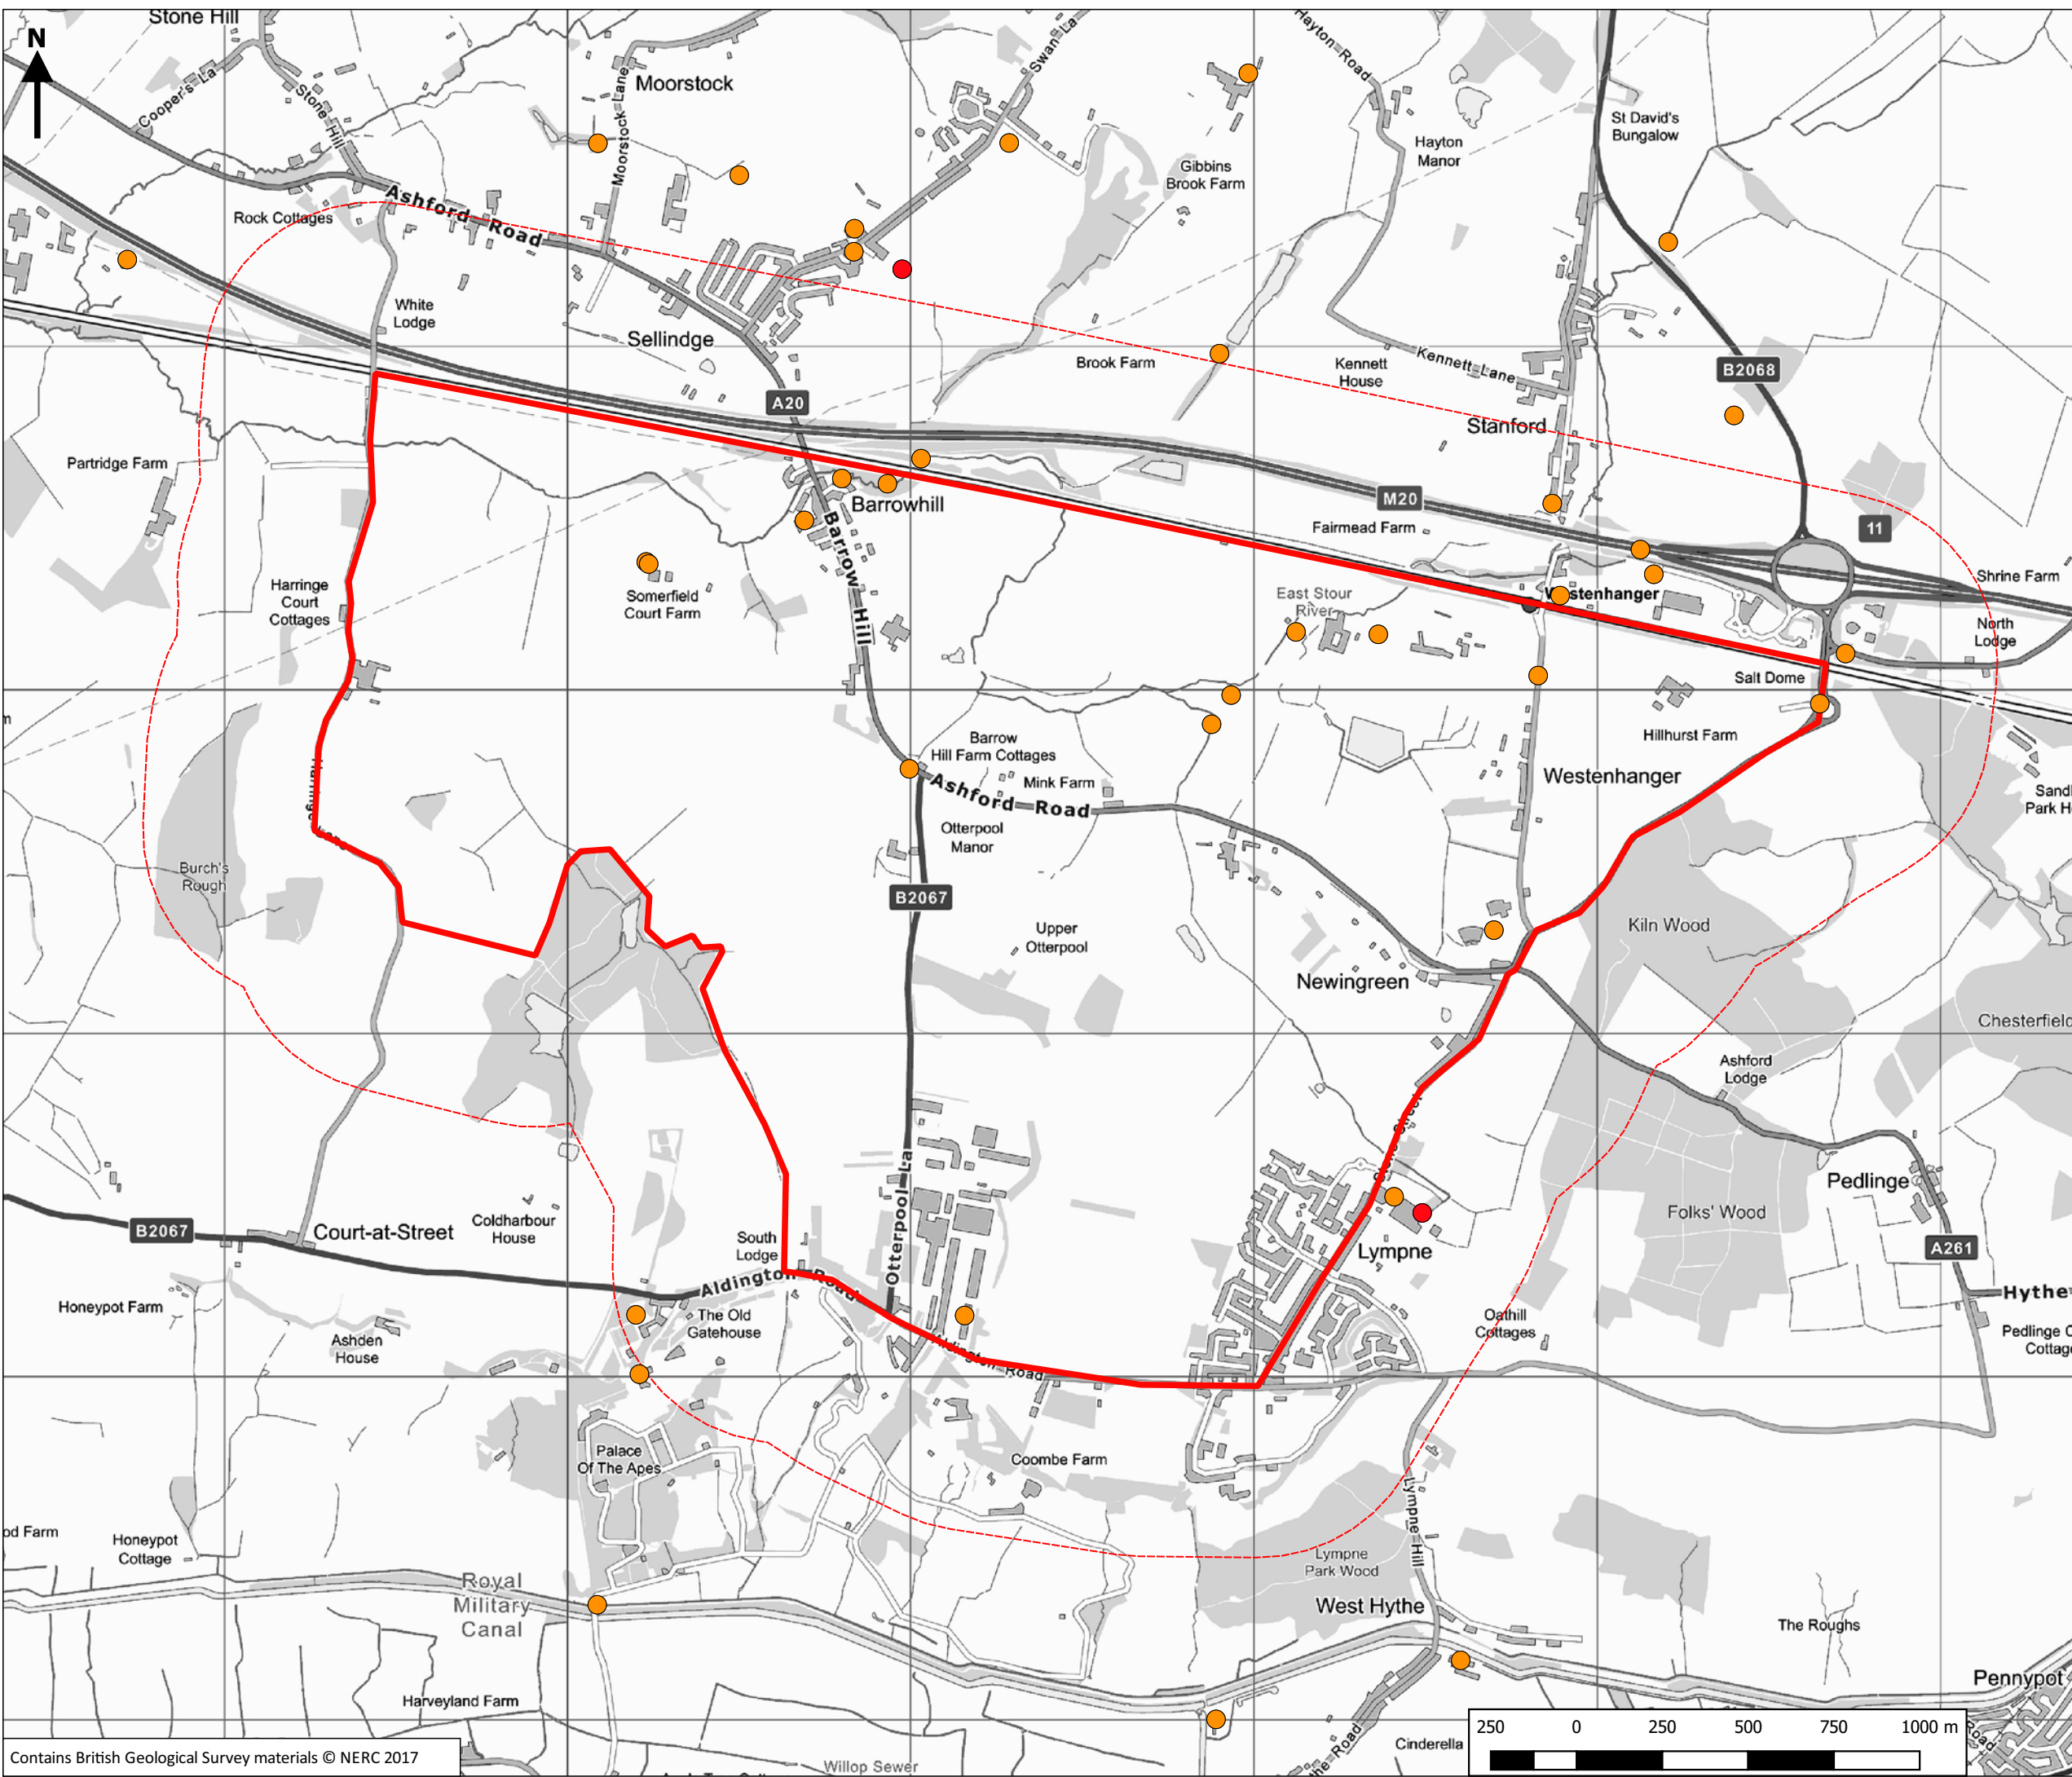 Stone Hill
N
Cooper's La
Stone Hill
Moorstock Lane
Moorstock
Swan La
Hayton Road
St David's
Bungalow
Hayton
Manor
Gibbins
Brook Farm
Rock Cottages
Ashford Road
White
Lodge
Sellindge
Brook Farm
Kennett
House
Kennett Lane
B2068
A20
Stanford
Partridge Farm
M20
Barrowhill
Fairmead Farm
11
Shrine Farm
Harringe
Court
Cottages
Somerfield
Court Farm
Barrow Hill
East Stour
River
North
Lodge
Salt Dome
Hillhurst Farm
Barrow
Hill Farm Cottages
Mink Farm
Westenhanger
Ashford Road
Otterpool
Manor
Burch's
Rough
B2067
Upper
Otterpool
Kiln Wood
Newingreen
Ashford
Lodge
Pedlinge
Folks' Wood
B2067
Court-at-Street
Coldharbour
House
South
Lodge
Otterpool La
Lympne
A261
Aldington Road
Hythe
Honeypot Farm
Ashden
House
The Old
Gatehouse
Oathill
Cottages
Aldington Road
Palace
Of The Apes
Coombe Farm
od Farm
Honeypot
Cottage
Lympne Hill
Lympne
Park Wood
Royal
Military
Canal
West Hythe
The Roughs
Harveyland Farm
Pennypot
Cinderella
250 0 250 500 750 1000 m
Contains British Geological Survey materials © NERC 2017
Willop Sewer